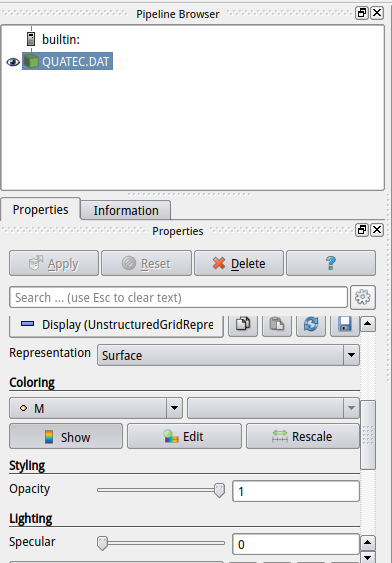 Pipeline Browser
builtin:
QUATEC.DAT
Properties
Information
Properties
Apply
Reset
Delete
?
Search ... (use Esc to clear text)
Display (UnstructuredGridRepre
Representation
Surface
Coloring
M
Show
Edit
Rescale
Styling
Opacity
1
Lighting
Specular
0